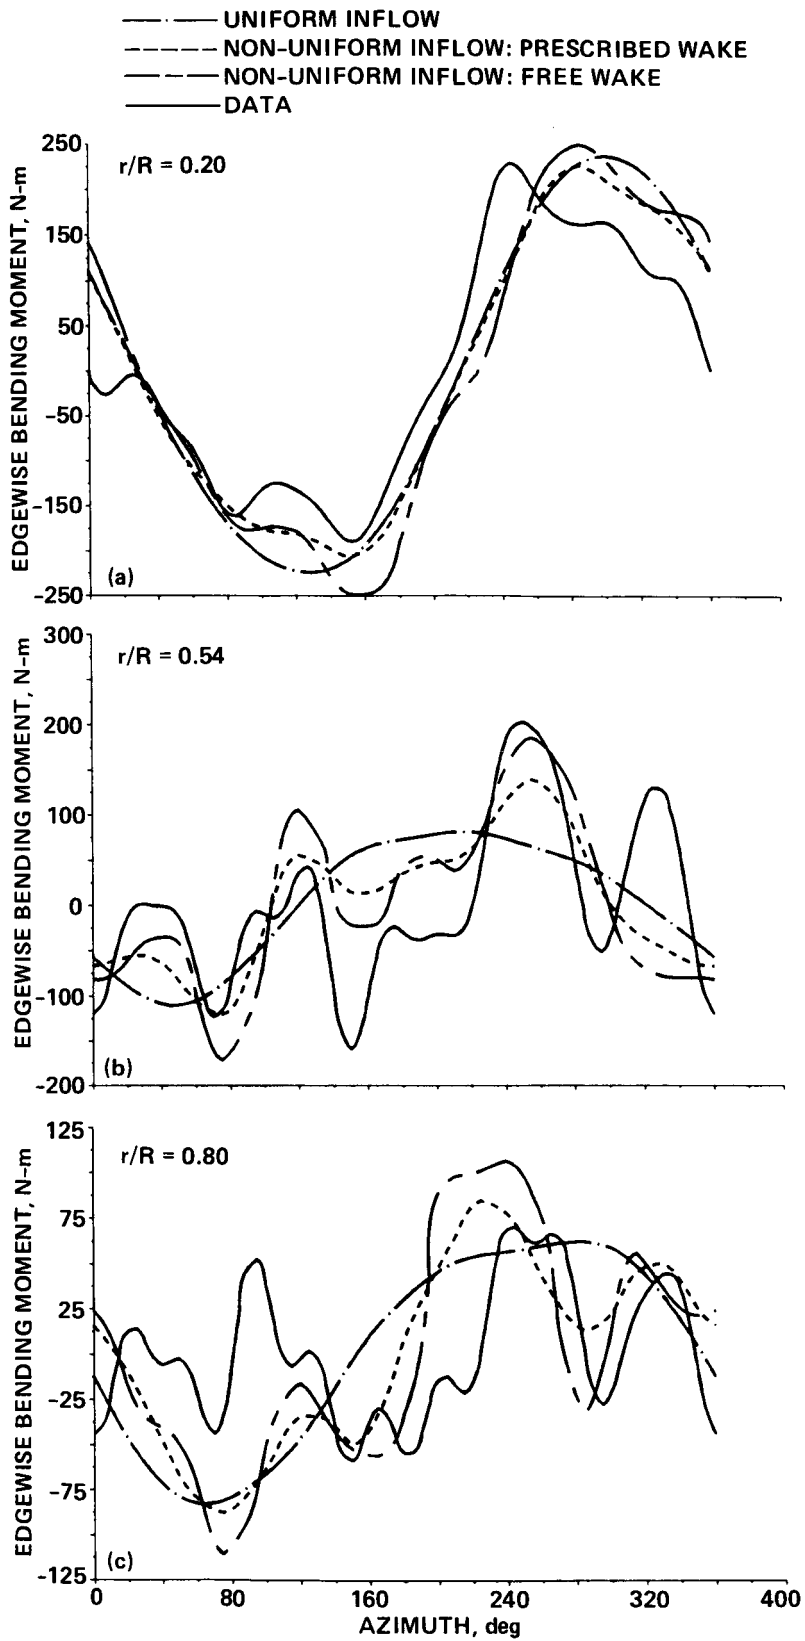 UNIFORM INFLOW
NON-UNIFORM INFLOW: PRESCRIBED WAKE
NON-UNIFORM INFLOW: FREE WAKE
DATA
EDGEWISE BENDING MOMENT, N-m
250
150
50
-50
-150
-250
r/R = 0.20
(a)
EDGEWISE BENDING MOMENT, N-m
300
200
100
0
-100
-200
r/R = 0.54
(b)
EDGEWISE BENDING MOMENT, N-m
125
75
25
-25
-75
-125
r/R = 0.80
(c)
0 80 160 240 320 400
AZIMUTH, deg